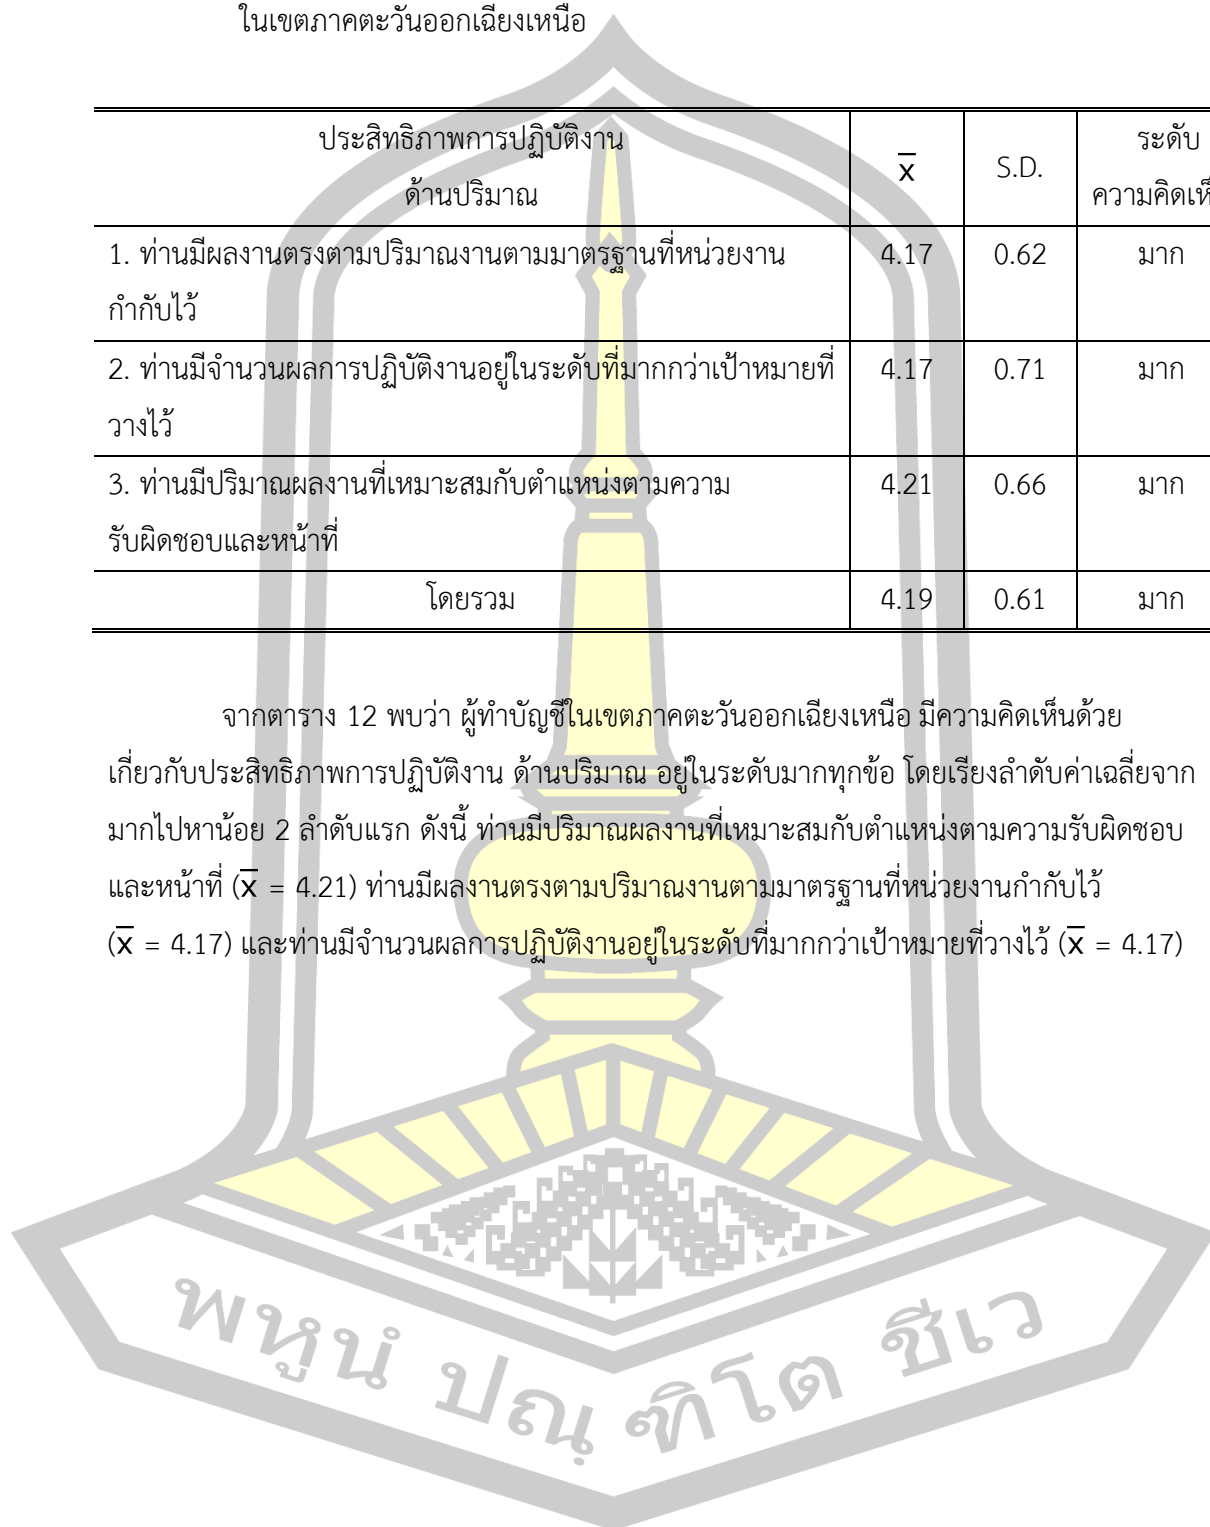 ในเขตภาคตะวันออกเฉียงเหนือ
ประสิทธิภาพการปฏิบัติงาน
ด้านปริมาณ
x̅
S.D.
ระดับ
ความคิดเห็
1. ท่านมีผลงานตรงตามปริมาณงานตามมาตรฐานที่หน่วยงาน
กำกับไว้
4.17
0.62
มาก
2. ท่านมีจำนวนผลการปฏิบัติงานอยู่ในระดับที่มากกว่าเป้าหมายที่
วางไว้
4.17
0.71
มาก
3. ท่านมีปริมาณผลงานที่เหมาะสมกับตำแหน่งตามความ
รับผิดชอบและหน้าที่
4.21
0.66
มาก
โดยรวม
4.19
0.61
มาก
จากตาราง 12 พบว่า ผู้ทำบัญชีในเขตภาคตะวันออกเฉียงเหนือ มีความคิดเห็นด้วย
เกี่ยวกับประสิทธิภาพการปฏิบัติงาน ด้านปริมาณ อยู่ในระดับมากทุกข้อ โดยเรียงลำดับค่าเฉลี่ยจาก
มากไปหาน้อย 2 ลำดับแรก ดังนี้ ท่านมีปริมาณผลงานที่เหมาะสมกับตำแหน่งตามความรับผิดชอบ
และหน้าที่ (x̅ = 4.21) ท่านมีผลงานตรงตามปริมาณงานตามมาตรฐานที่หน่วยงานกำกับไว้
(x̅ = 4.17) และท่านมีจำนวนผลการปฏิบัติงานอยู่ในระดับที่มากกว่าเป้าหมายที่วางไว้ (x̅ = 4.17)
พหูนํ ปณฺฑิโต ชีเว